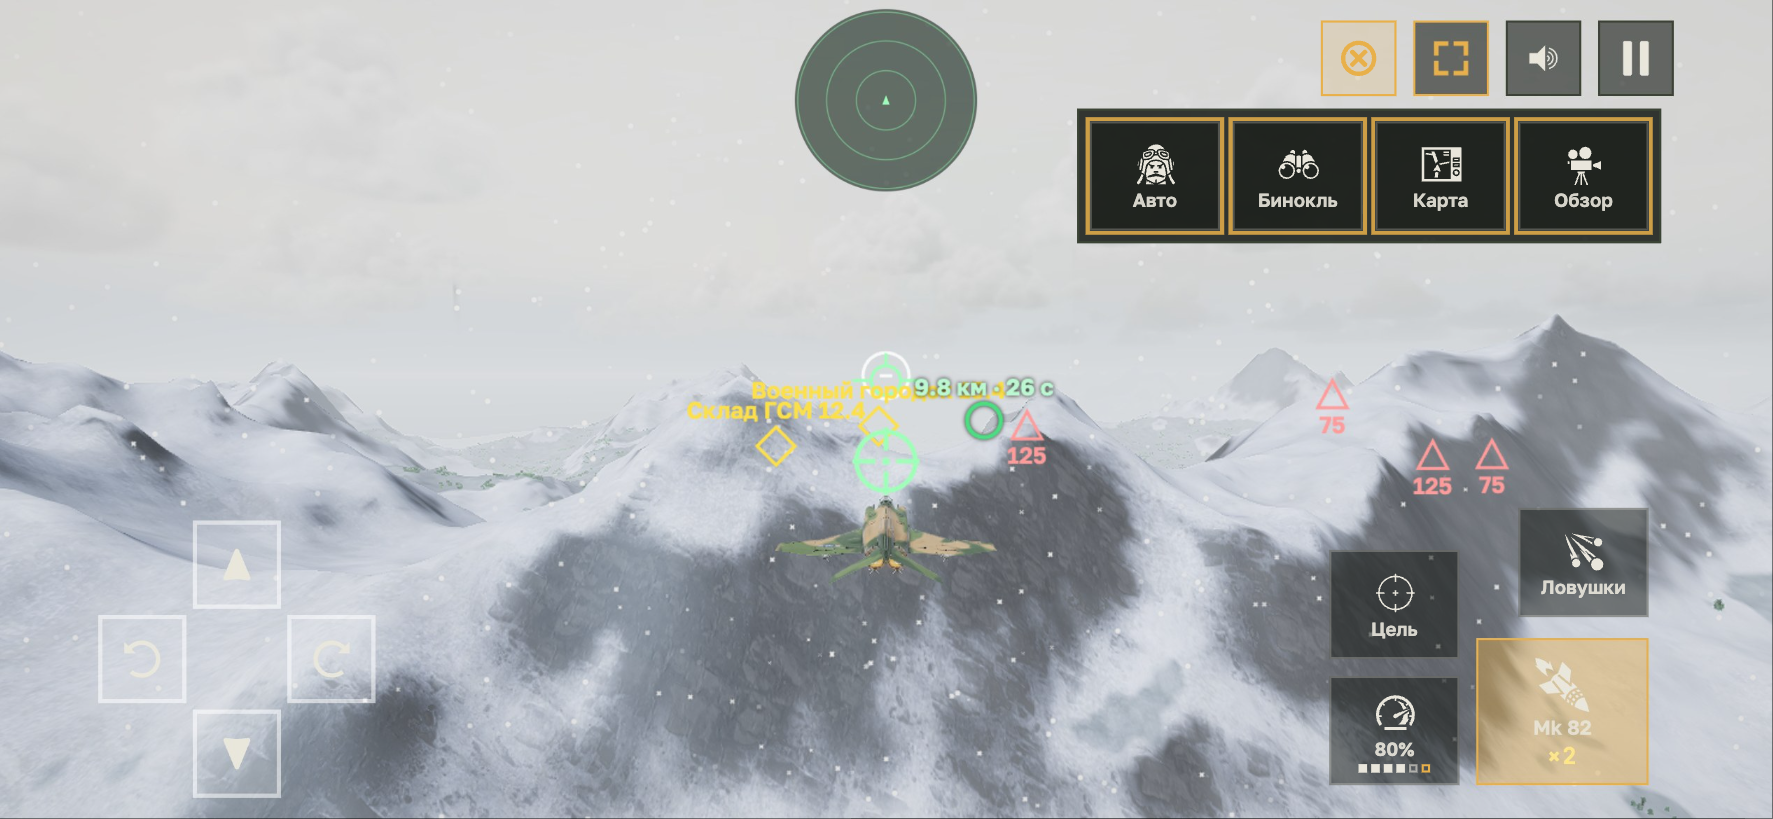 Авто
Бинокль
Карта
Обзор
9.8 км · 26 с
Военный городок
Склад ГСМ 12.4
125
75
125
75
Ловушки
Цель
80%
Mk 82
×2